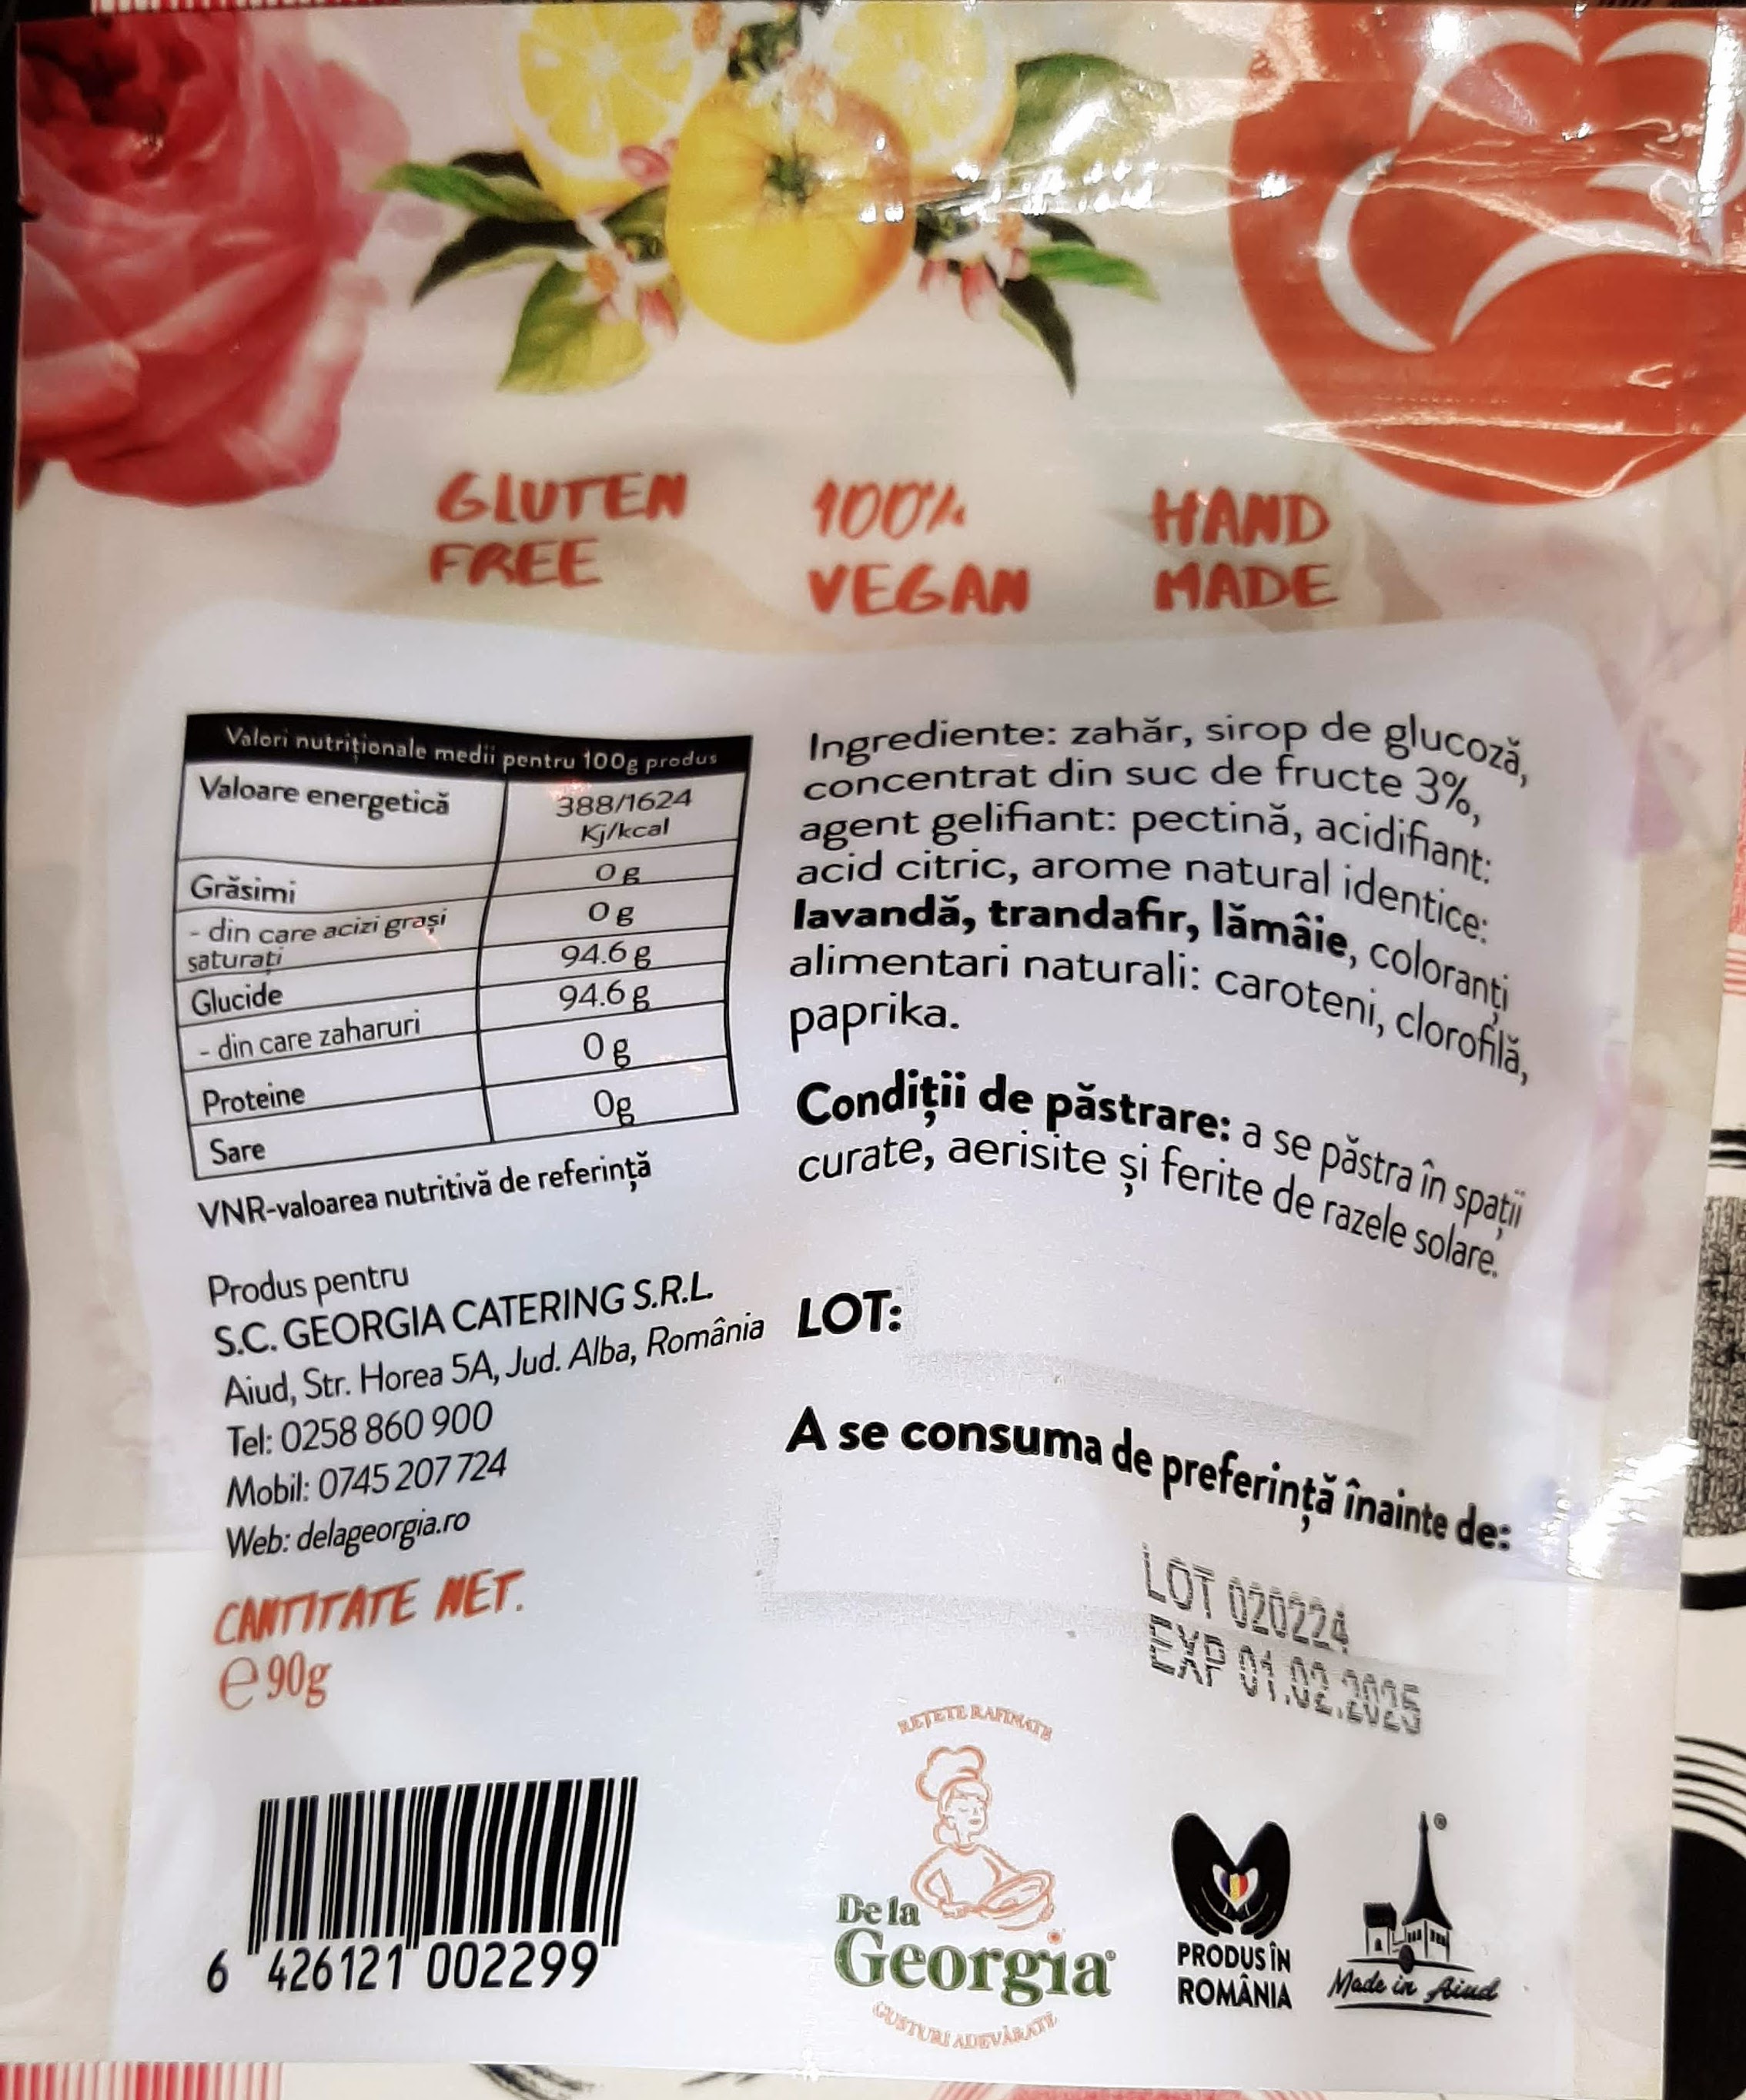 GLUTEN
FREE
100%
VEGAN
HAND
MADE
Valori nutriționale medii pentru 100g produs
Valoare energetică 388/1624
Kj/kcal
Grăsimi 0 g
- din care acizi grași
saturați 0 g
Glucide 94.6 g
- din care zaharuri 94.6 g
Proteine 0 g
Sare 0g
VNR-valoarea nutritivă de referință
Produs pentru
S.C. GEORGIA CATERING S.R.L.
Aiud, Str. Horea 5A, Jud. Alba, România
Tel: 0258 860 900
Mobil: 0745 207 724
Web: delageorgia.ro
CANTITATE NET.
e 90g
6 426121 002299
Ingrediente: zahăr, sirop de glucoză,
concentrat din suc de fructe 3%,
agent gelifiant: pectină, acidifiant:
acid citric, arome natural identice:
lavandă, trandafir, lămâie, coloranți
alimentari naturali: caroteni, clorofilă,
paprika.
Condiții de păstrare: a se păstra în spații
curate, aerisite și ferite de razele solare.
LOT:
A se consuma de preferință înainte de:
LOT 020224
EXP 01.02.2025
REȚETE RAFINATE
De la
Georgia®
GUSTURI ADEVĂRATE
PRODUS ÎN
ROMÂNIA
®
Made in Aiud